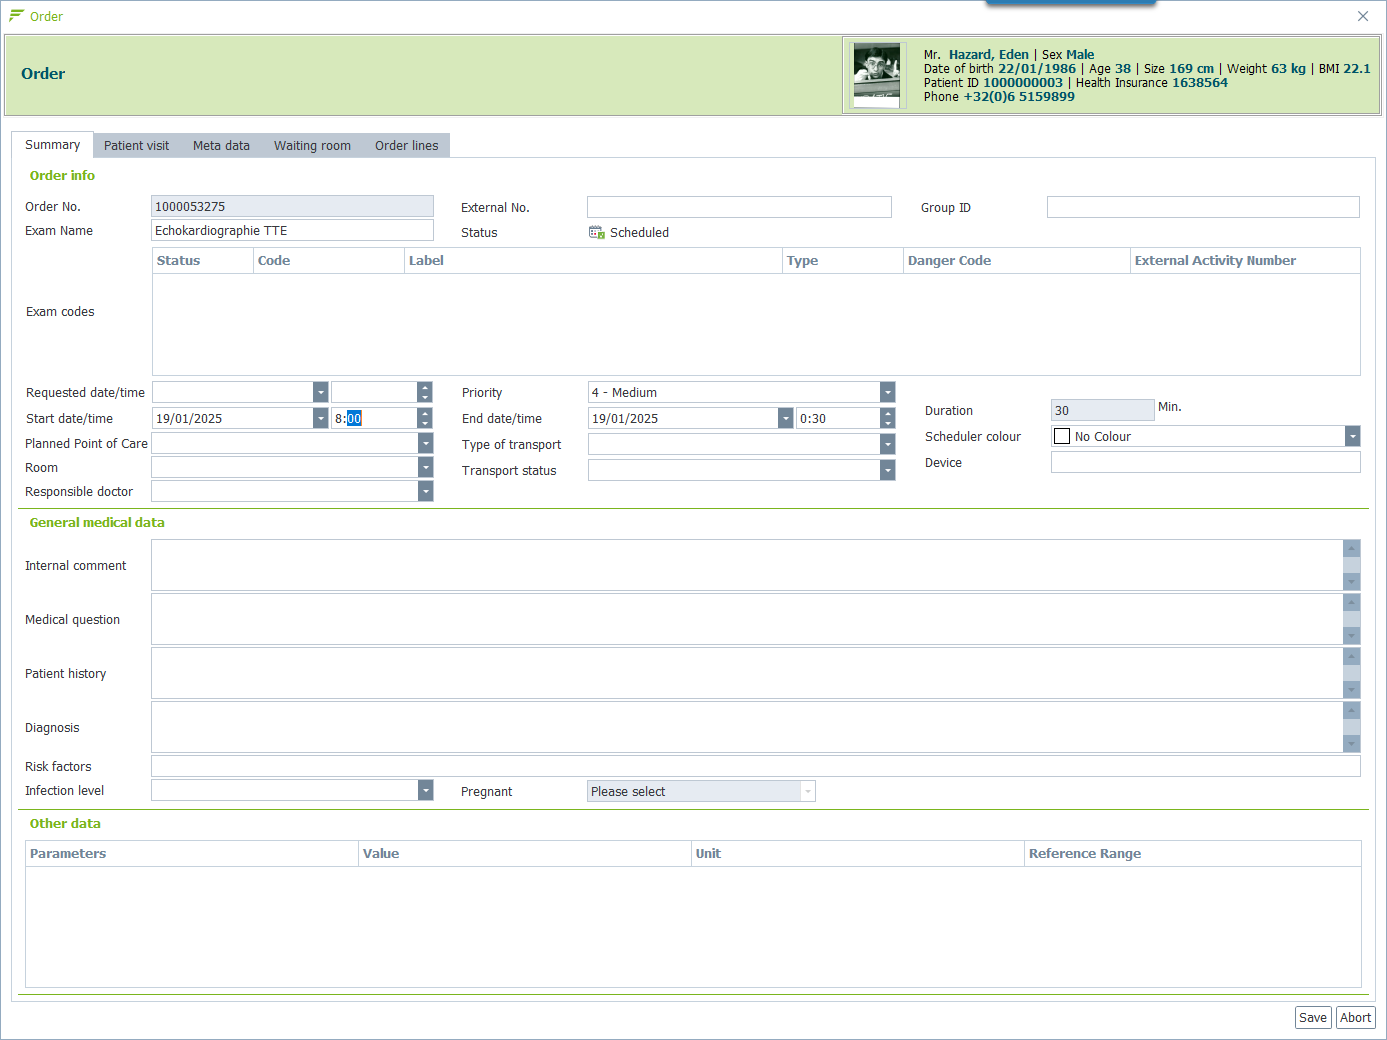 Order
Order
Mr. Hazard, Eden | Sex Male
Date of birth 22/01/1986 | Age 38 | Size 169 cm | Weight 63 kg | BMI 22.1
Patient ID 1000000003 | Health Insurance 1638564
Phone +32(0)6 5159899
Summary Patient visit Meta data Waiting room Order lines
Order info
Order No. 1000053275 External No. Group ID
Exam Name Echokardiographie TTE Status Scheduled
Status Code Label Type Danger Code External Activity Number
Exam codes
Requested date/time Priority 4 - Medium
Start date/time 19/01/2025 8:00 End date/time 19/01/2025 0:30 Duration 30 Min.
Planned Point of Care Type of transport Scheduler colour No Colour
Room Transport status Device
Responsible doctor
General medical data
Internal comment
Medical question
Patient history
Diagnosis
Risk factors
Infection level Pregnant Please select
Other data
Parameters Value Unit Reference Range
Save Abort